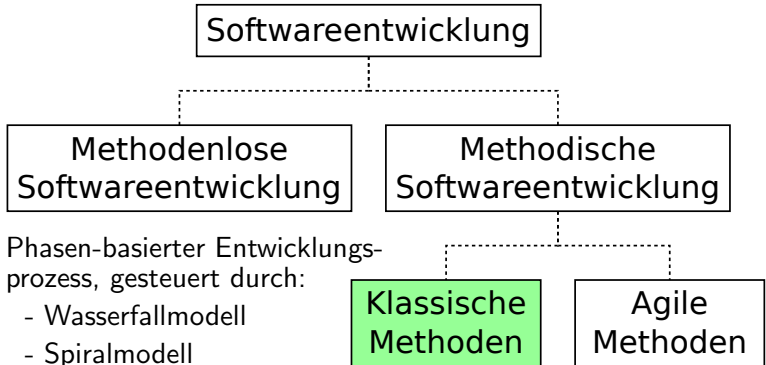 Softwareentwicklung
Methodenlose
Softwareentwicklung
Methodische
Softwareentwicklung
Phasen-basierter Entwicklungs-
prozess, gesteuert durch:
- Wasserfallmodell
- Spiralmodell
Klassische
Methoden
Agile
Methoden